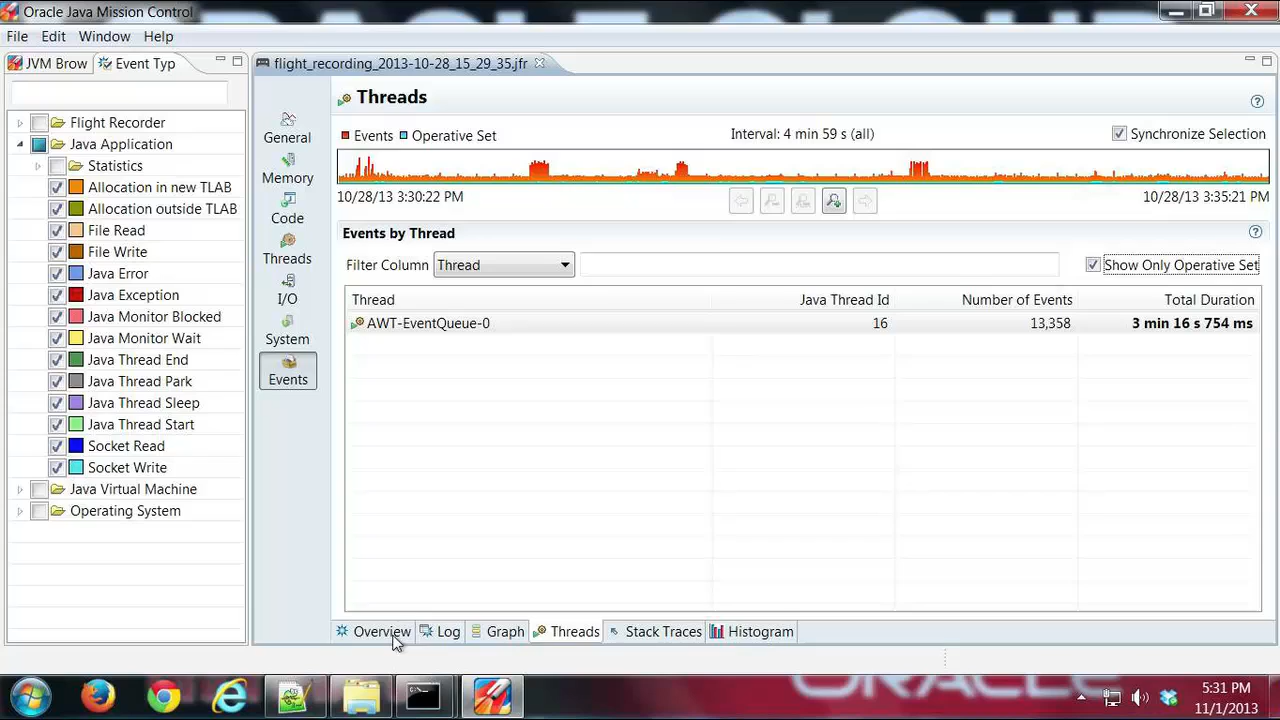 Oracle Java Mission Control
File Edit Window Help
JVM Brow
Event Typ
flight_recording_2013-10-28_15_29_35.jfr
Flight Recorder
Java Application
Statistics
Allocation in new TLAB
Allocation outside TLAB
File Read
File Write
Java Error
Java Exception
Java Monitor Blocked
Java Monitor Wait
Java Thread End
Java Thread Park
Java Thread Sleep
Java Thread Start
Socket Read
Socket Write
Java Virtual Machine
Operating System
General
Memory
Code
Threads
I/O
System
Events
Threads
Events Operative Set Interval: 4 min 59 s (all) Synchronize Selection
10/28/13 3:30:22 PM 10/28/13 3:35:21 PM
Events by Thread
Filter Column Thread Show Only Operative Set
Thread Java Thread Id Number of Events Total Duration
AWT-EventQueue-0 16 13,358 3 min 16 s 754 ms
Overview Log Graph Threads Stack Traces Histogram
ORACLE
5:31 PM
11/1/2013